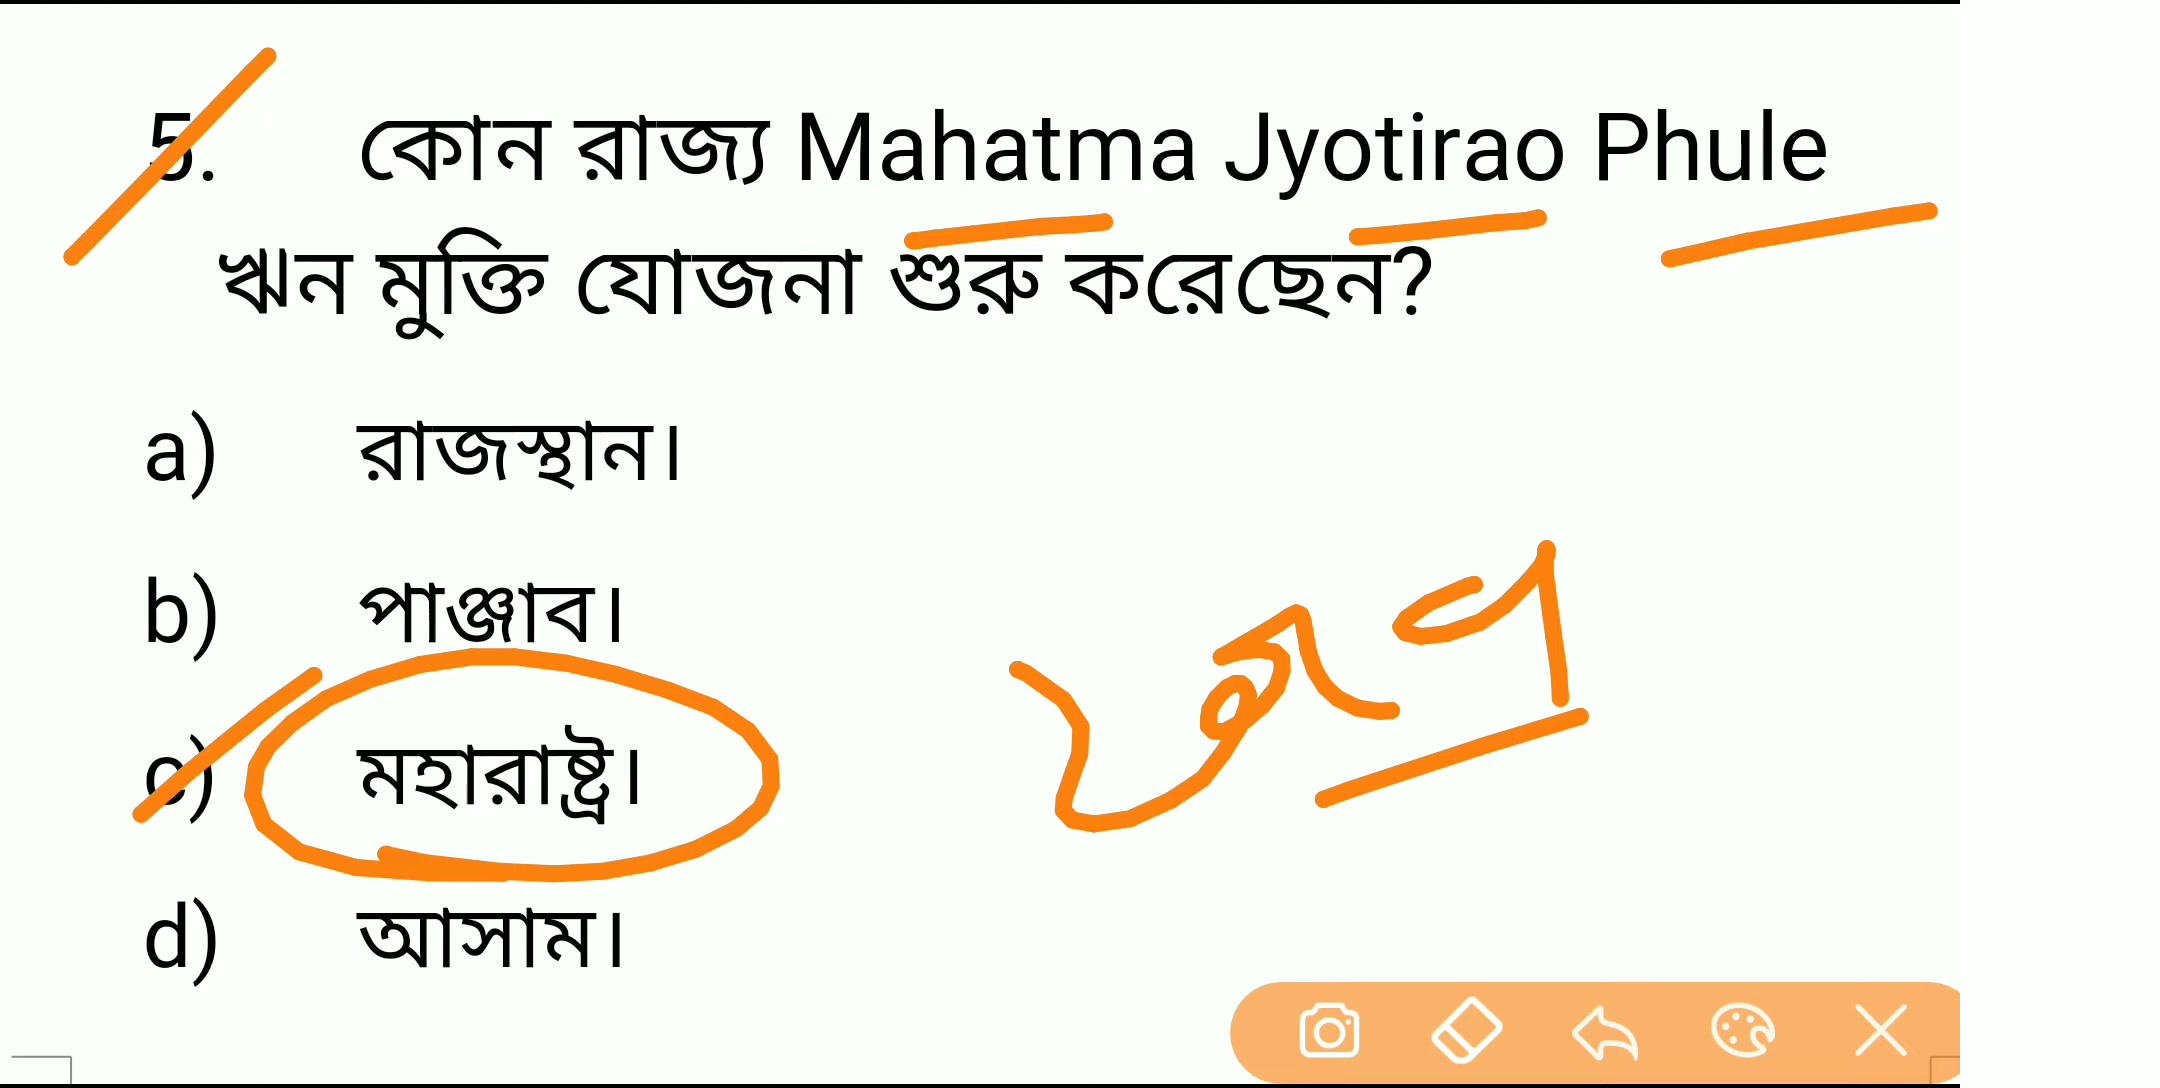 5. কোন রাজ্য Mahatma Jyotirao Phule
ঋন মুক্তি যোজনা শুরু করেছেন?
a) রাজস্থান।
b) পাঞ্জাব।
c) মহারাষ্ট্র।
d) আসাম।